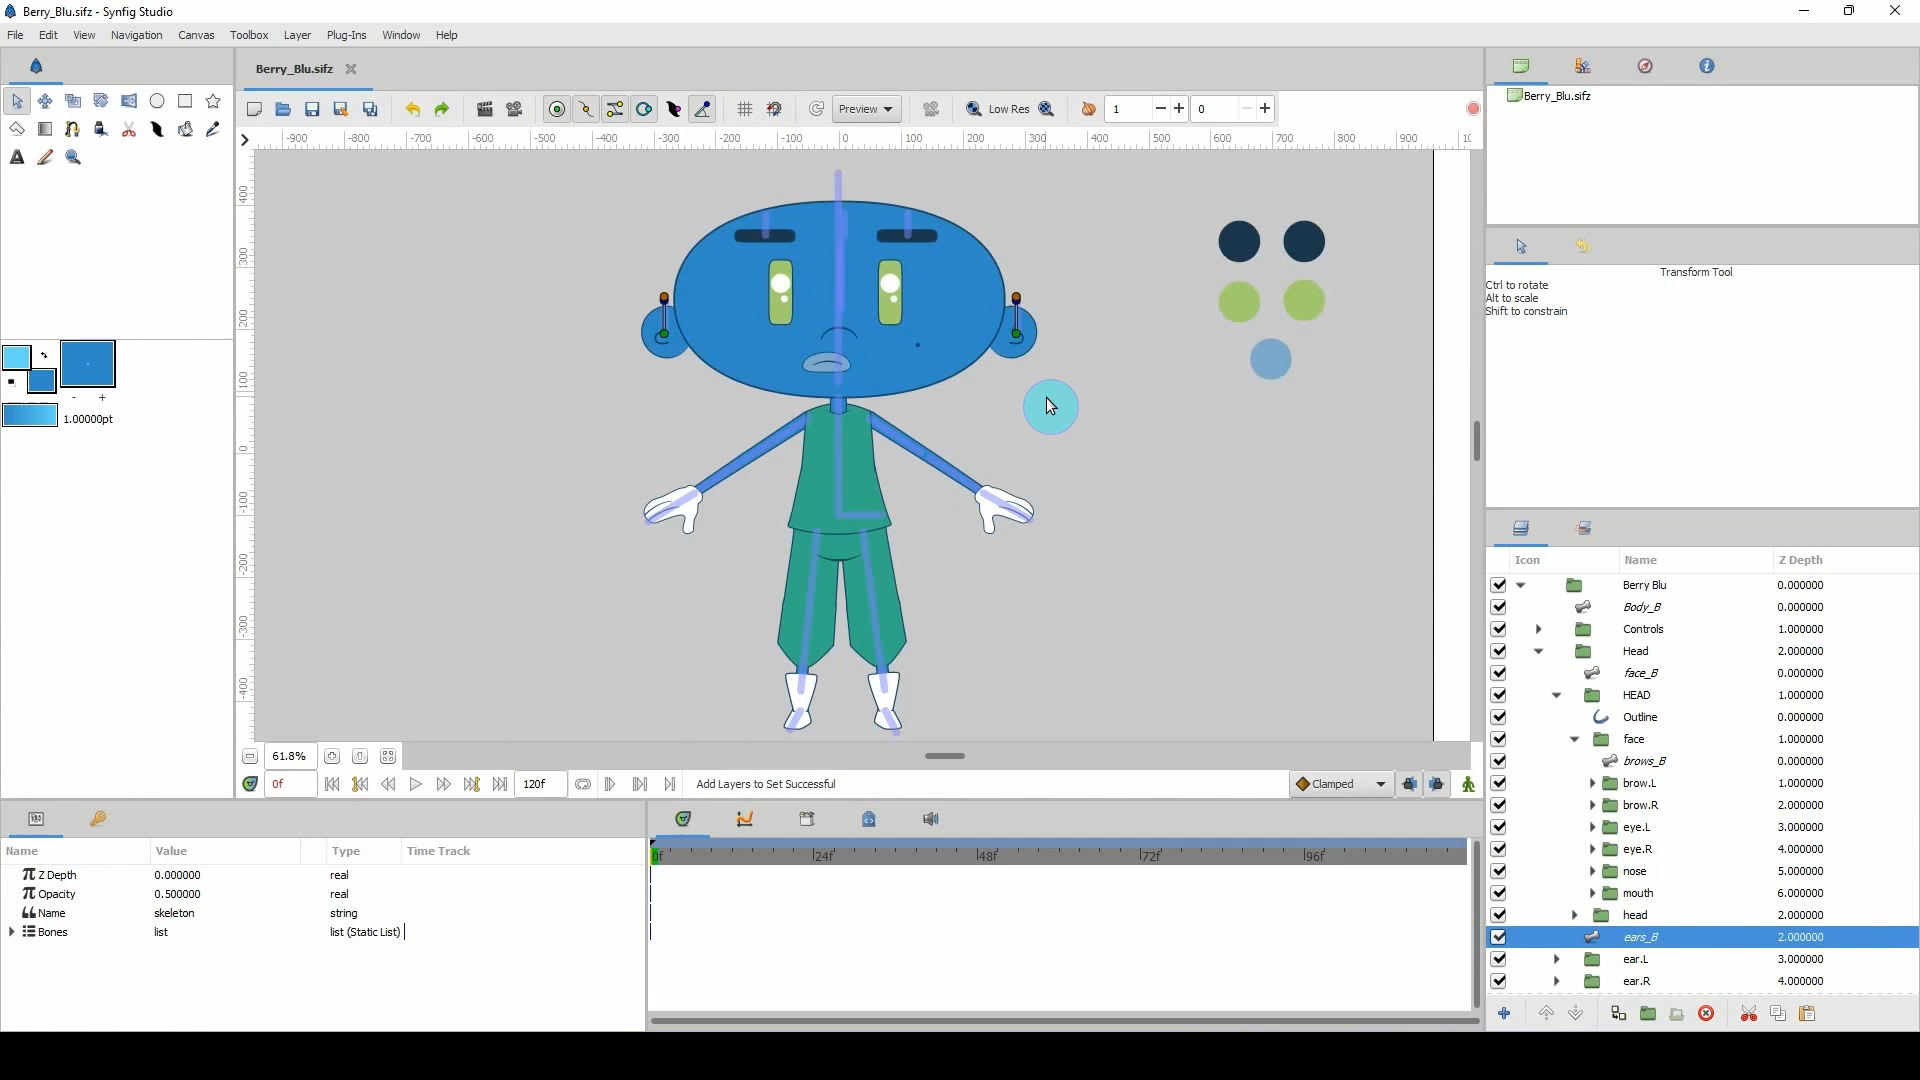 Berry_Blu.sifz - Synfig Studio
File Edit View Navigation Canvas Toolbox Layer Plug-Ins Window Help
Berry_Blu.sifz
Preview
Low Res
1
0
-900 -800 -700 -600 -500 -400 -300 -200 -100 0 100 200 300 400 500 600 700 800 900 10
400
300
200
100
0
-100
-200
-300
-400
- +
1.00000pt
Berry_Blu.sifz
Transform Tool
Ctrl to rotate
Alt to scale
Shift to constrain
Icon Name Z Depth
Berry Blu 0.000000
Body_B 0.000000
Controls 1.000000
Head 2.000000
face_B 0.000000
HEAD 1.000000
Outline 0.000000
face 1.000000
brows_B 0.000000
brow.L 1.000000
brow.R 2.000000
eye.L 3.000000
eye.R 4.000000
nose 5.000000
mouth 6.000000
head 2.000000
ears_B 2.000000
ear.L 3.000000
ear.R 4.000000
61.8%
0f
120f
Add Layers to Set Successful
Clamped
Name Value Type Time Track
Z Depth 0.000000 real
Opacity 0.500000 real
Name skeleton string
Bones list list (Static List)
0f 24f 48f 72f 96f